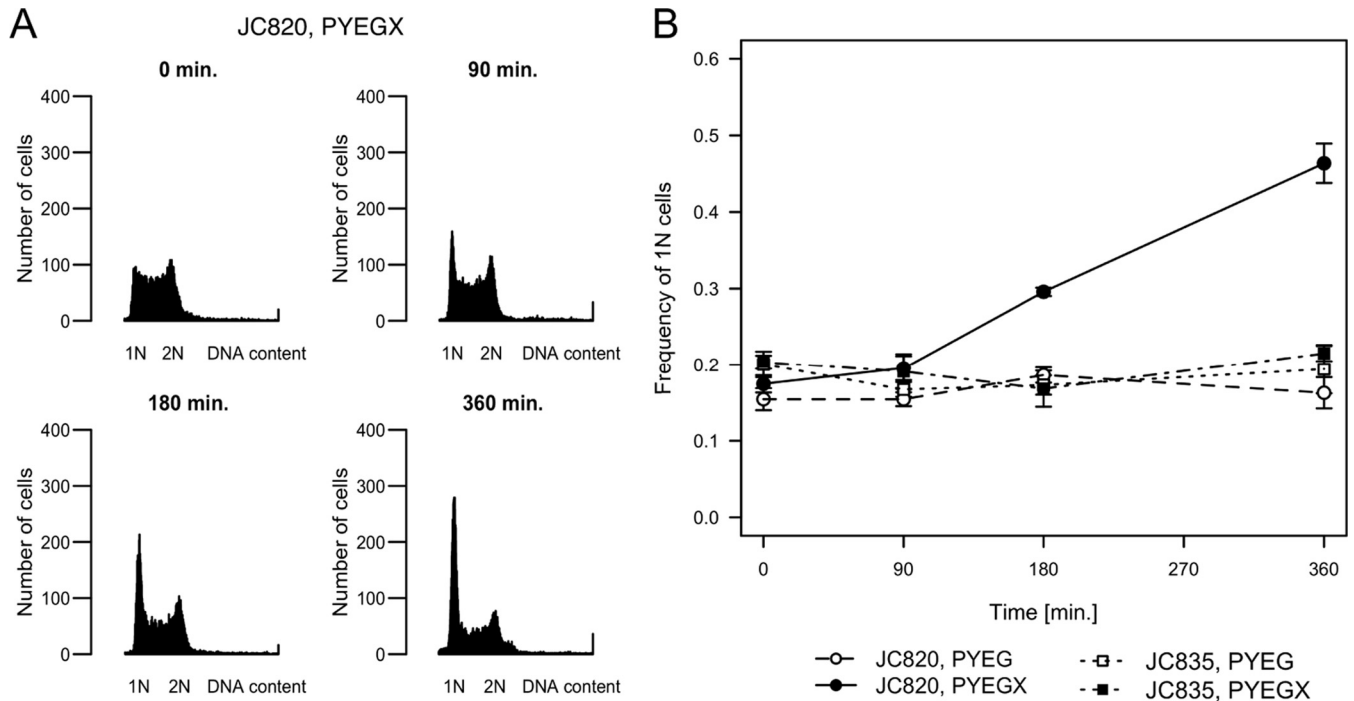 A
JC820, PYEGX
0 min.
Number of cells
400
300
200
100
0
1N 2N DNA content
90 min.
Number of cells
400
300
200
100
0
1N 2N DNA content
180 min.
Number of cells
400
300
200
100
0
1N 2N DNA content
360 min.
Number of cells
400
300
200
100
0
1N 2N DNA content
B
Frequency of 1N cells
0.6
0.5
0.4
0.3
0.2
0.1
0.0
0 90 180 270 360
Time [min.]
JC820, PYEG
JC820, PYEGX
JC835, PYEG
JC835, PYEGX